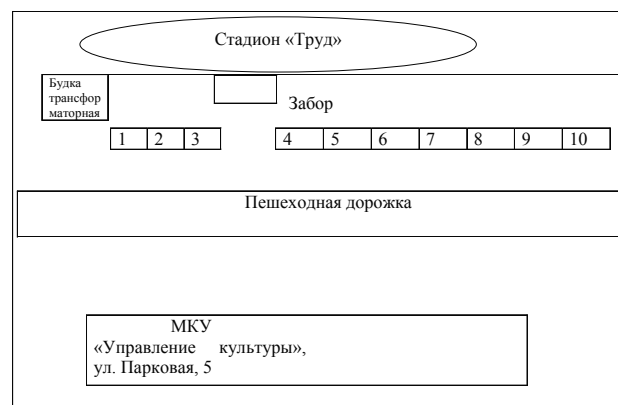 Стадион «Труд»
Будка
трансфор
маторная
Забор
1 2 3 4 5 6 7 8 9 10
Пешеходная дорожка
МКУ
«Управление культуры»,
ул. Парковая, 5